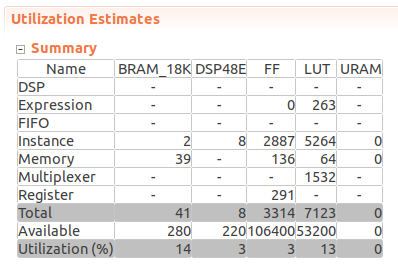 Utilization Estimates
Summary
Name BRAM_18K DSP48E FF LUT URAM
DSP - - - - -
Expression - - 0 263 -
FIFO - - - - -
Instance 2 8 2887 5264 0
Memory 39 - 136 64 0
Multiplexer - - - 1532 -
Register - - 291 - -
Total 41 8 3314 7123 0
Available 280 220 106400 53200 0
Utilization (%) 14 3 3 13 0